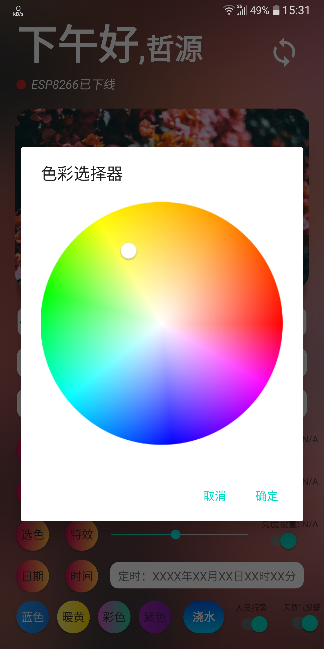 0
KB/s
49% 15:31
下午好,哲源
ESP8266已下线
色彩选择器
取消 确定
N/A
N/A
N/A
选色 特效
日期 时间 定时：XXXX年XX月XX日XX时XX分
蓝色 暖黄 彩色 浇水